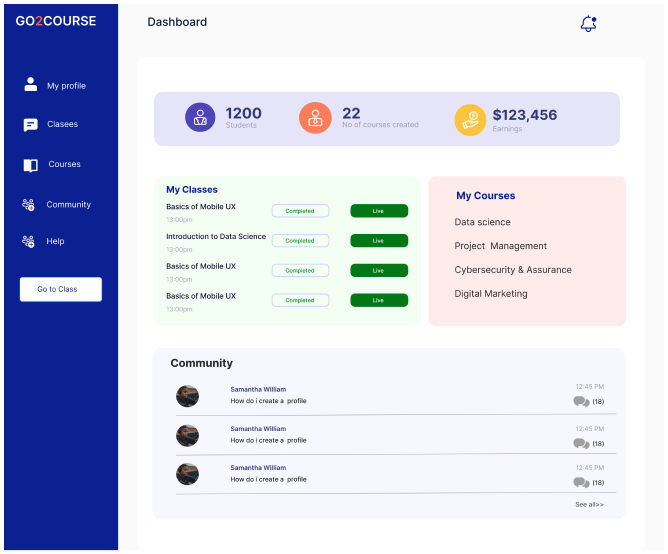 GO2COURSE
Dashboard
My profile
Clasees
Courses
Community
Help
Go to Class
1200
Students
22
No of courses created
$123,456
Earnings
My Classes
Basics of Mobile UX
13:00pm
Completed
Live
Introduction to Data Science
13:00pm
Completed
Live
Basics of Mobile UX
13:00pm
Completed
Live
Basics of Mobile UX
13:00pm
Completed
Live
My Courses
Data science
Project Management
Cybersecurity & Assurance
Digital Marketing
Community
Samantha William
How do i create a profile
12:45 PM
(18)
Samantha William
How do i create a profile
12:45 PM
(18)
Samantha William
How do i create a profile
12:45 PM
(18)
See all>>